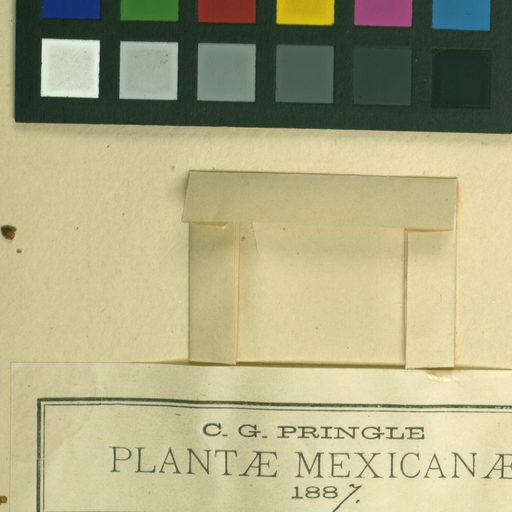 C. G. PRINGLE
PLANTÆ MEXICANÆ
1887.